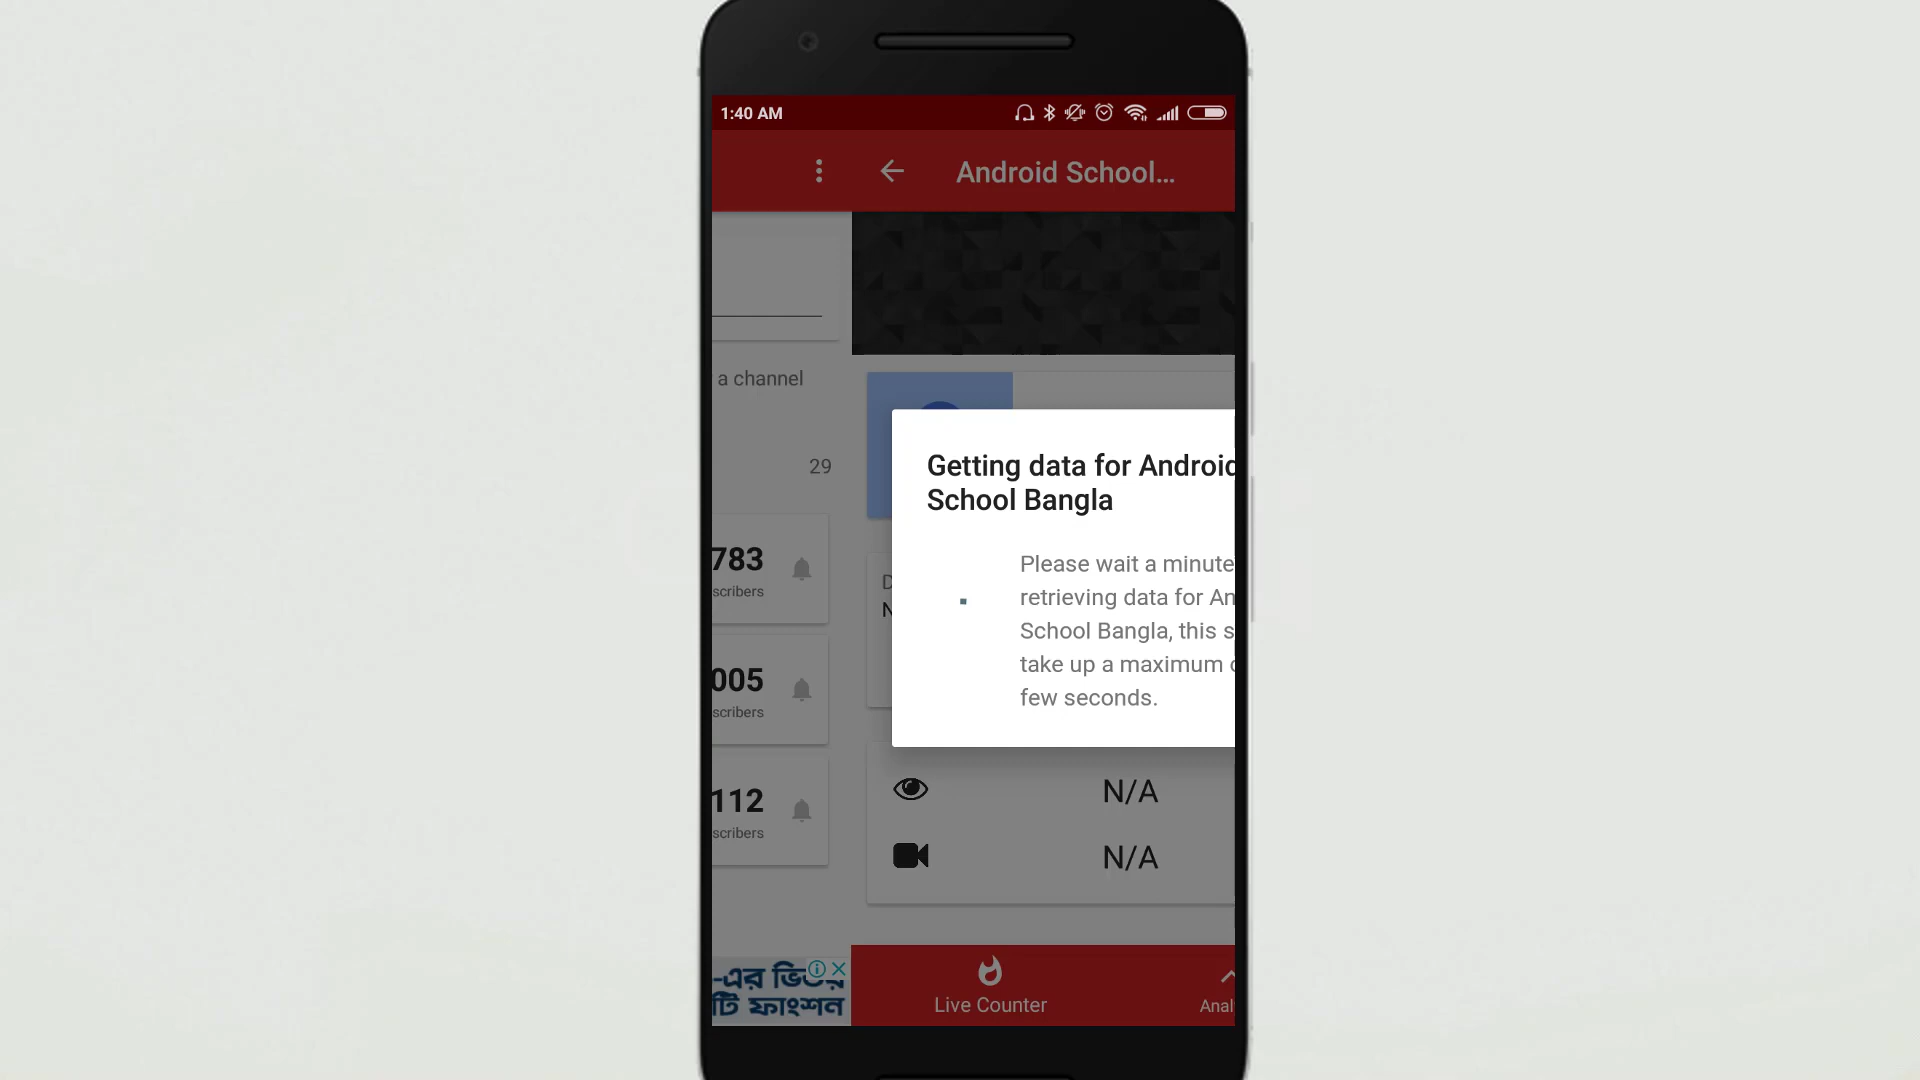 1:40 AM
Android School...
a channel
29
783
scribers
005
scribers
112
scribers
Getting data for Android
School Bangla
Please wait a minute
retrieving data for An
School Bangla, this s
take up a maximum
few seconds.
N/A
N/A
-এর ভিতর
টি ফাংশন
Live Counter
Anal